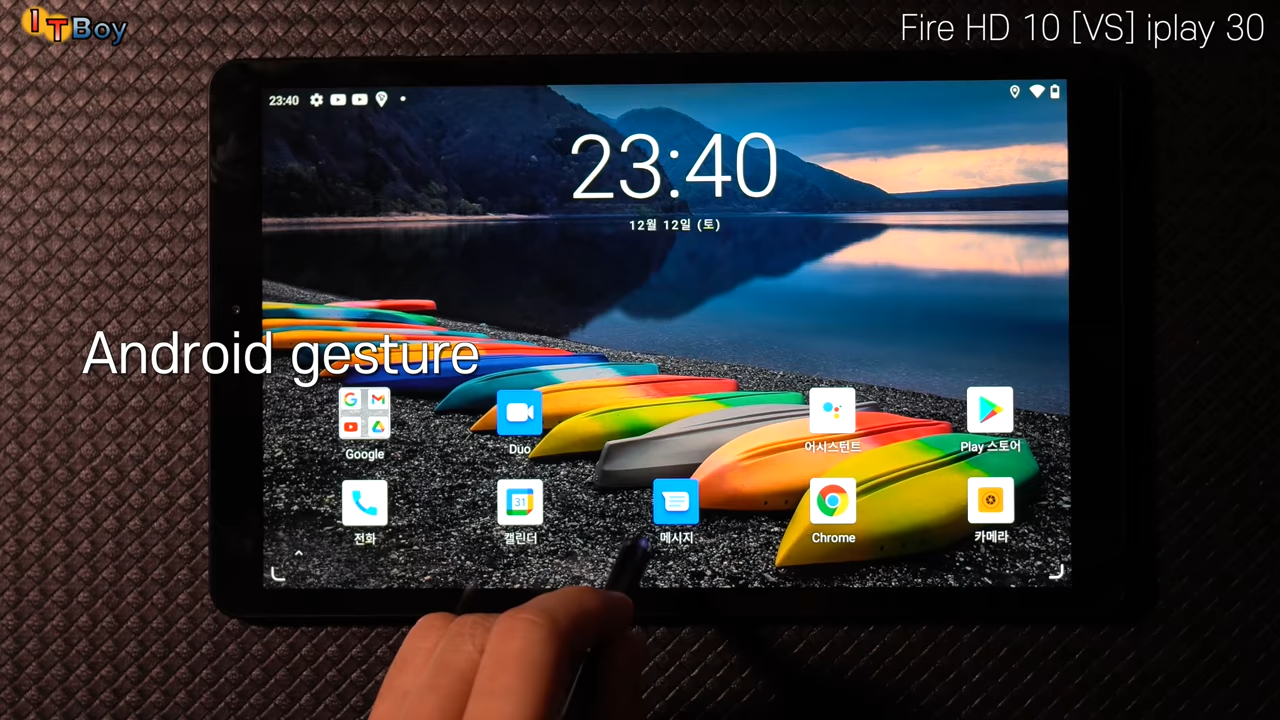 ITBoy
Fire HD 10 [VS] iplay 30
23:40
23:40
12월 12일 (토)
Android gesture
Google
Duo
어시스턴트
Play 스토어
전화
31
캘린더
메시지
Chrome
카메라